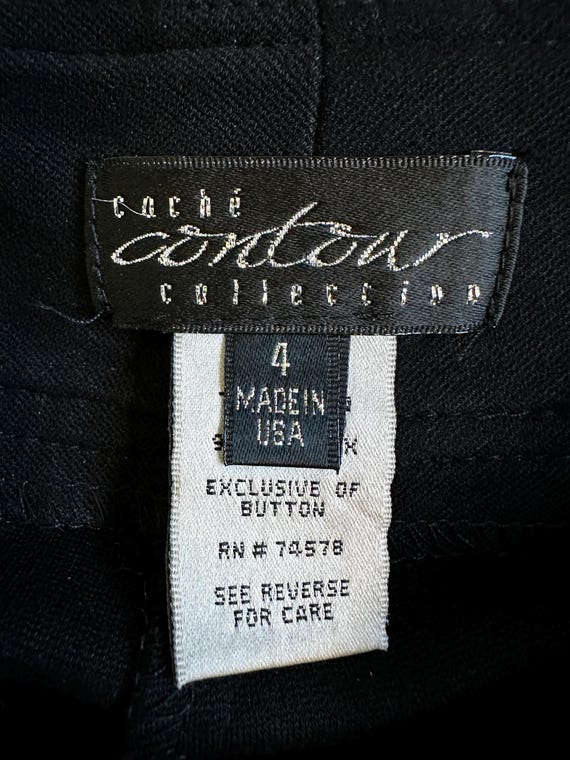 caché
contour
collection
4
MADE IN
USA
EXCLUSIVE OF
BUTTON
RN # 74578
SEE REVERSE
FOR CARE